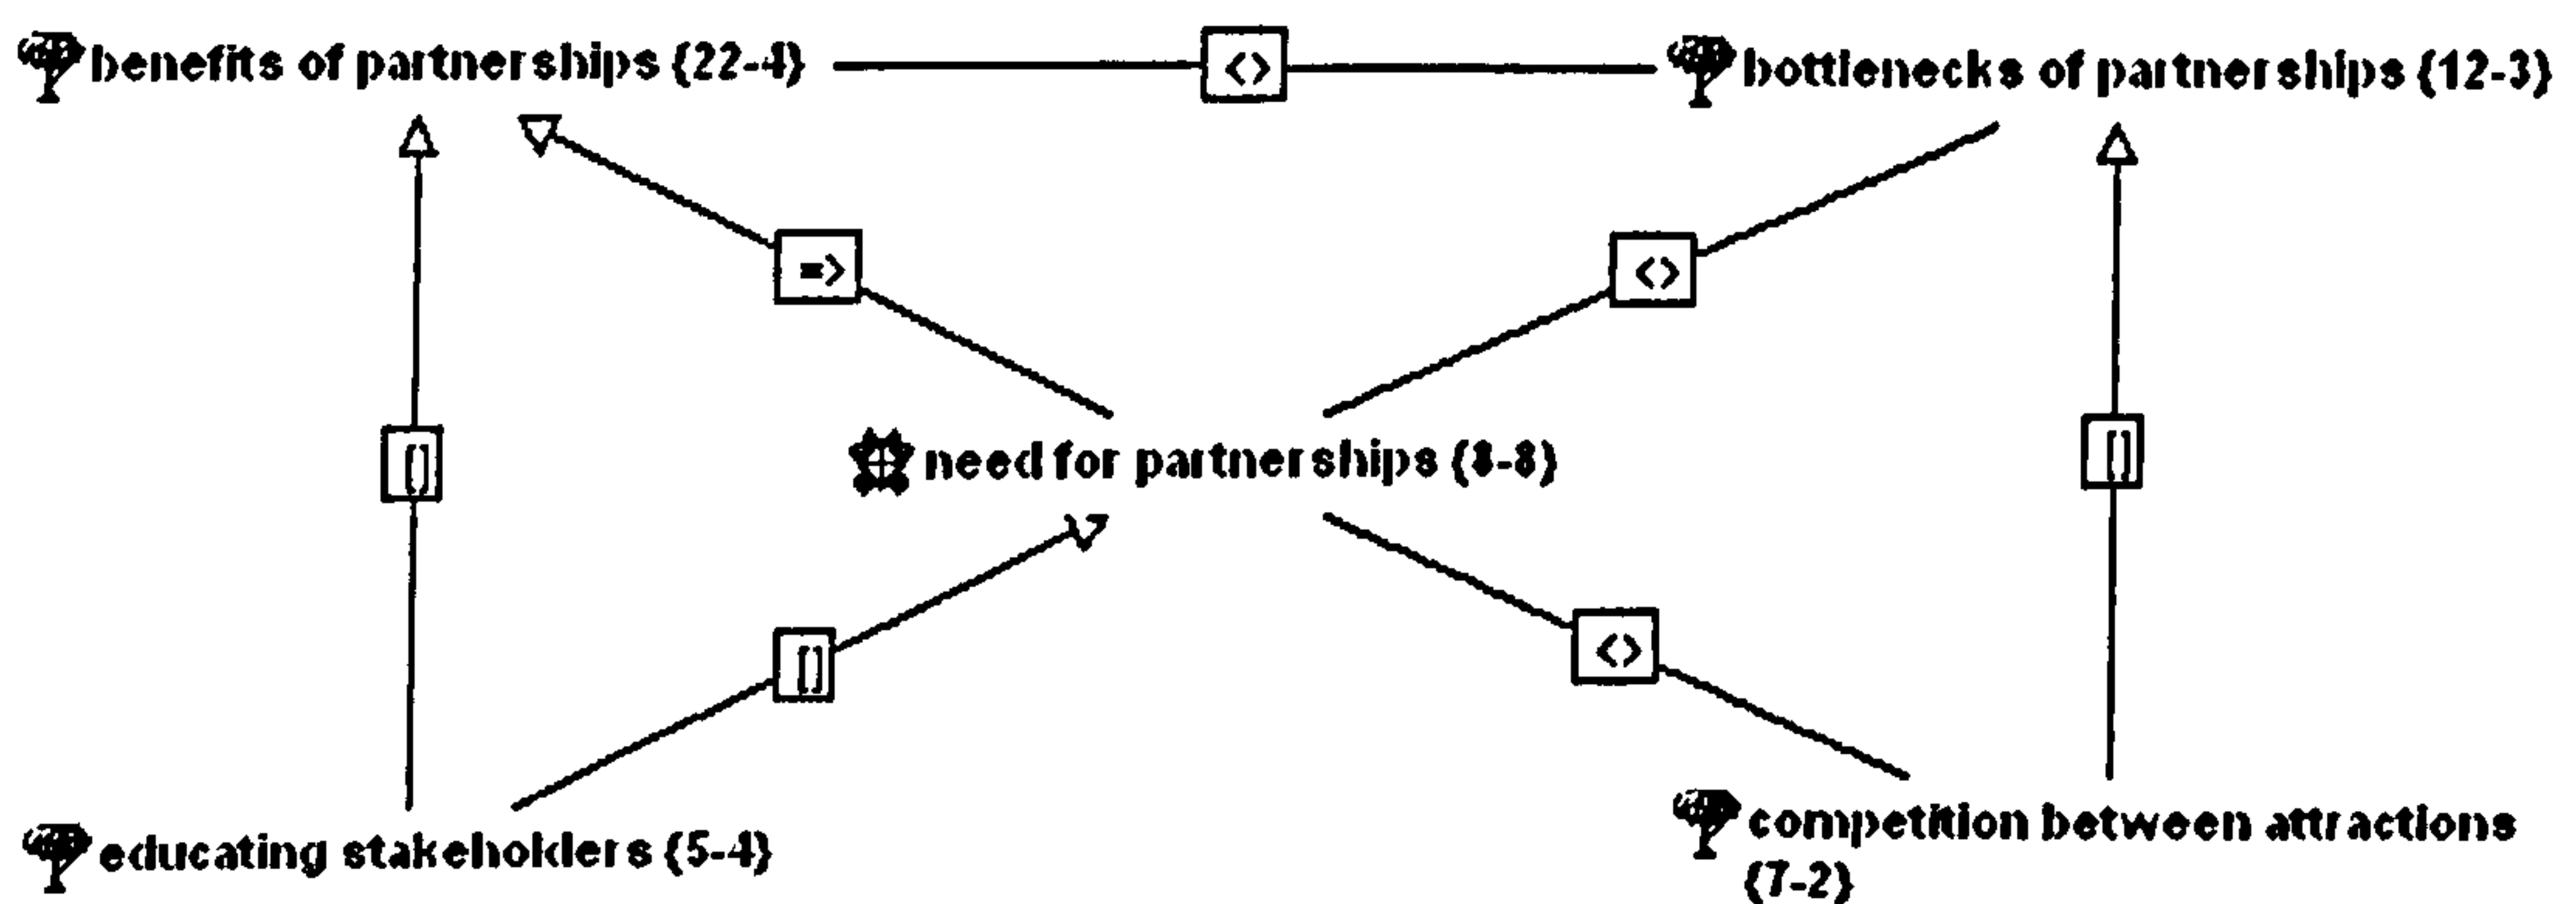 benefits of partnerships {22-4}
<>
bottlenecks of partnerships {12-3}
=>
<>
need for partnerships {8-8}
[]
[]
[]
<>
educating stakeholders {5-4}
competition between attractions
{7-2}